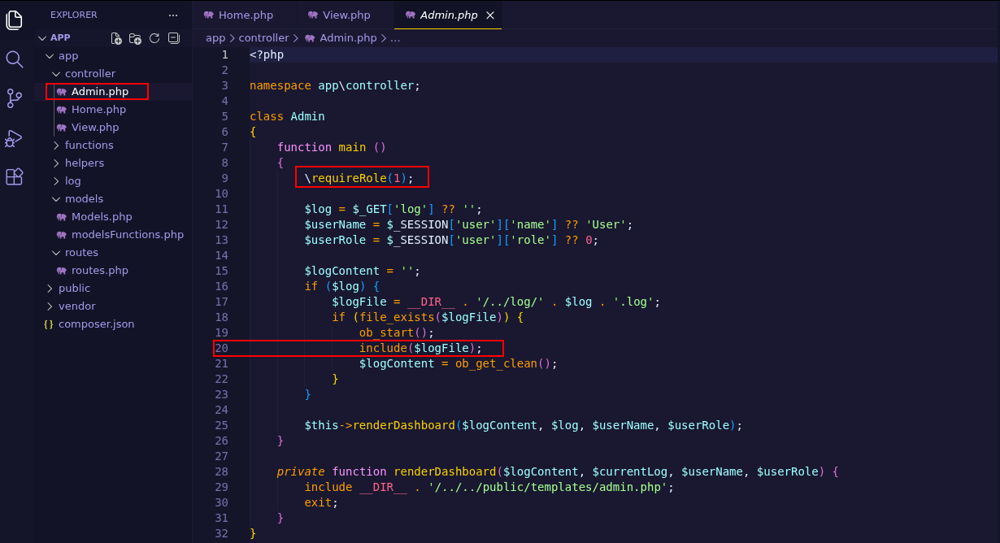 EXPLORER ...
Home.php View.php Admin.php
APP
app > controller > Admin.php > ...
app
controller
Admin.php
Home.php
View.php
functions
helpers
log
models
Models.php
modelsFunctions.php
routes
routes.php
public
vendor
{} composer.json
1 <?php
2
3 namespace app\controller;
4
5 class Admin
6 {
7     function main ()
8     {
9         \requireRole(1);
10
11         $log = $_GET['log'] ?? '';
12         $userName = $_SESSION['user']['name'] ?? 'User';
13         $userRole = $_SESSION['user']['role'] ?? 0;
14
15         $logContent = '';
16         if ($log) {
17             $logFile = __DIR__ . '/../log/' . $log . '.log';
18             if (file_exists($logFile)) {
19                 ob_start();
20                 include($logFile);
21                 $logContent = ob_get_clean();
22             }
23         }
24
25         $this->renderDashboard($logContent, $log, $userName, $userRole);
26     }
27
28     private function renderDashboard($logContent, $currentLog, $userName, $userRole) {
29         include __DIR__ . '/../../public/templates/admin.php';
30         exit;
31     }
32 }